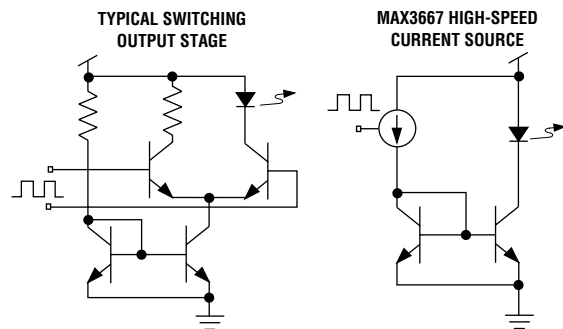 TYPICAL SWITCHING
OUTPUT STAGE
MAX3667 HIGH-SPEED
CURRENT SOURCE